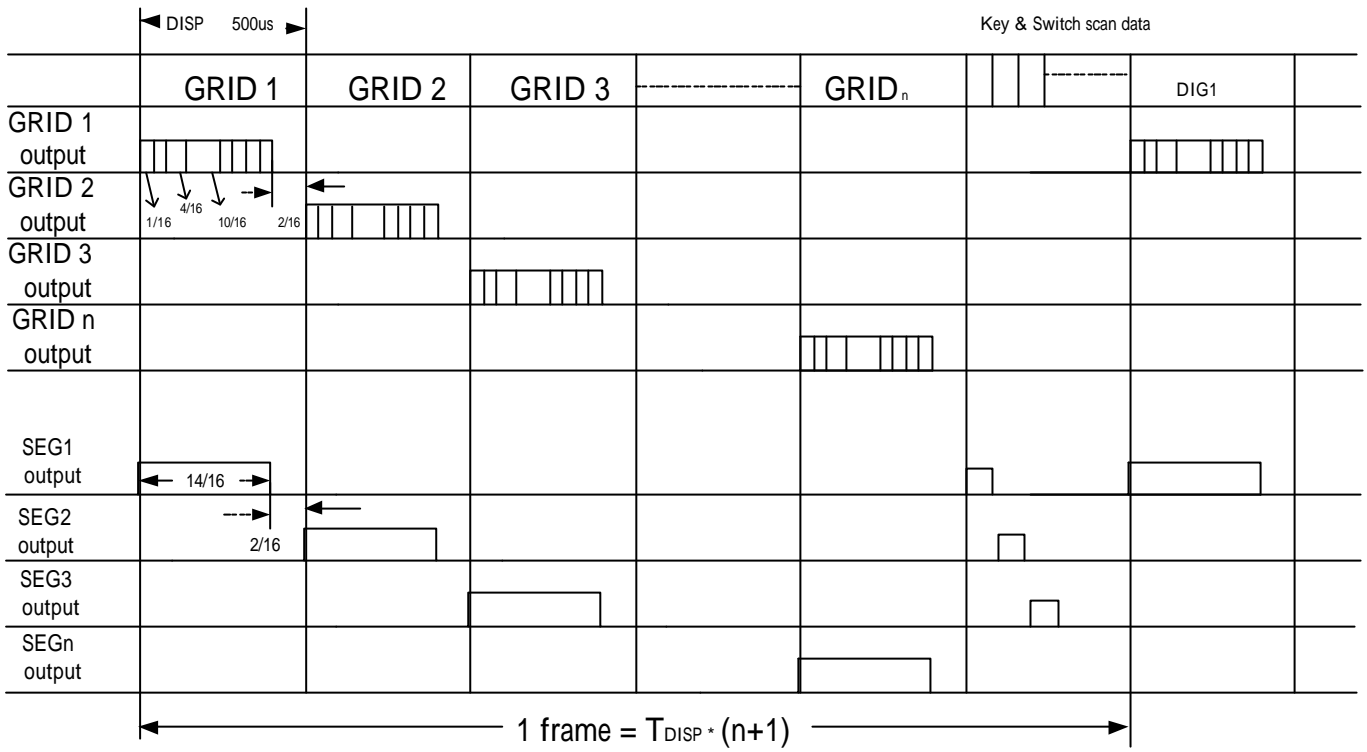 DISP 500us
Key & Switch scan data
GRID 1 GRID 2 GRID 3 GRIDn DIG1
GRID 1
output
GRID 2
output
1/16 4/16 10/16 2/16
GRID 3
output
GRID n
output
SEG1
output
14/16
SEG2
output
2/16
SEG3
output
SEGn
output
1 frame = TDISP * (n+1)